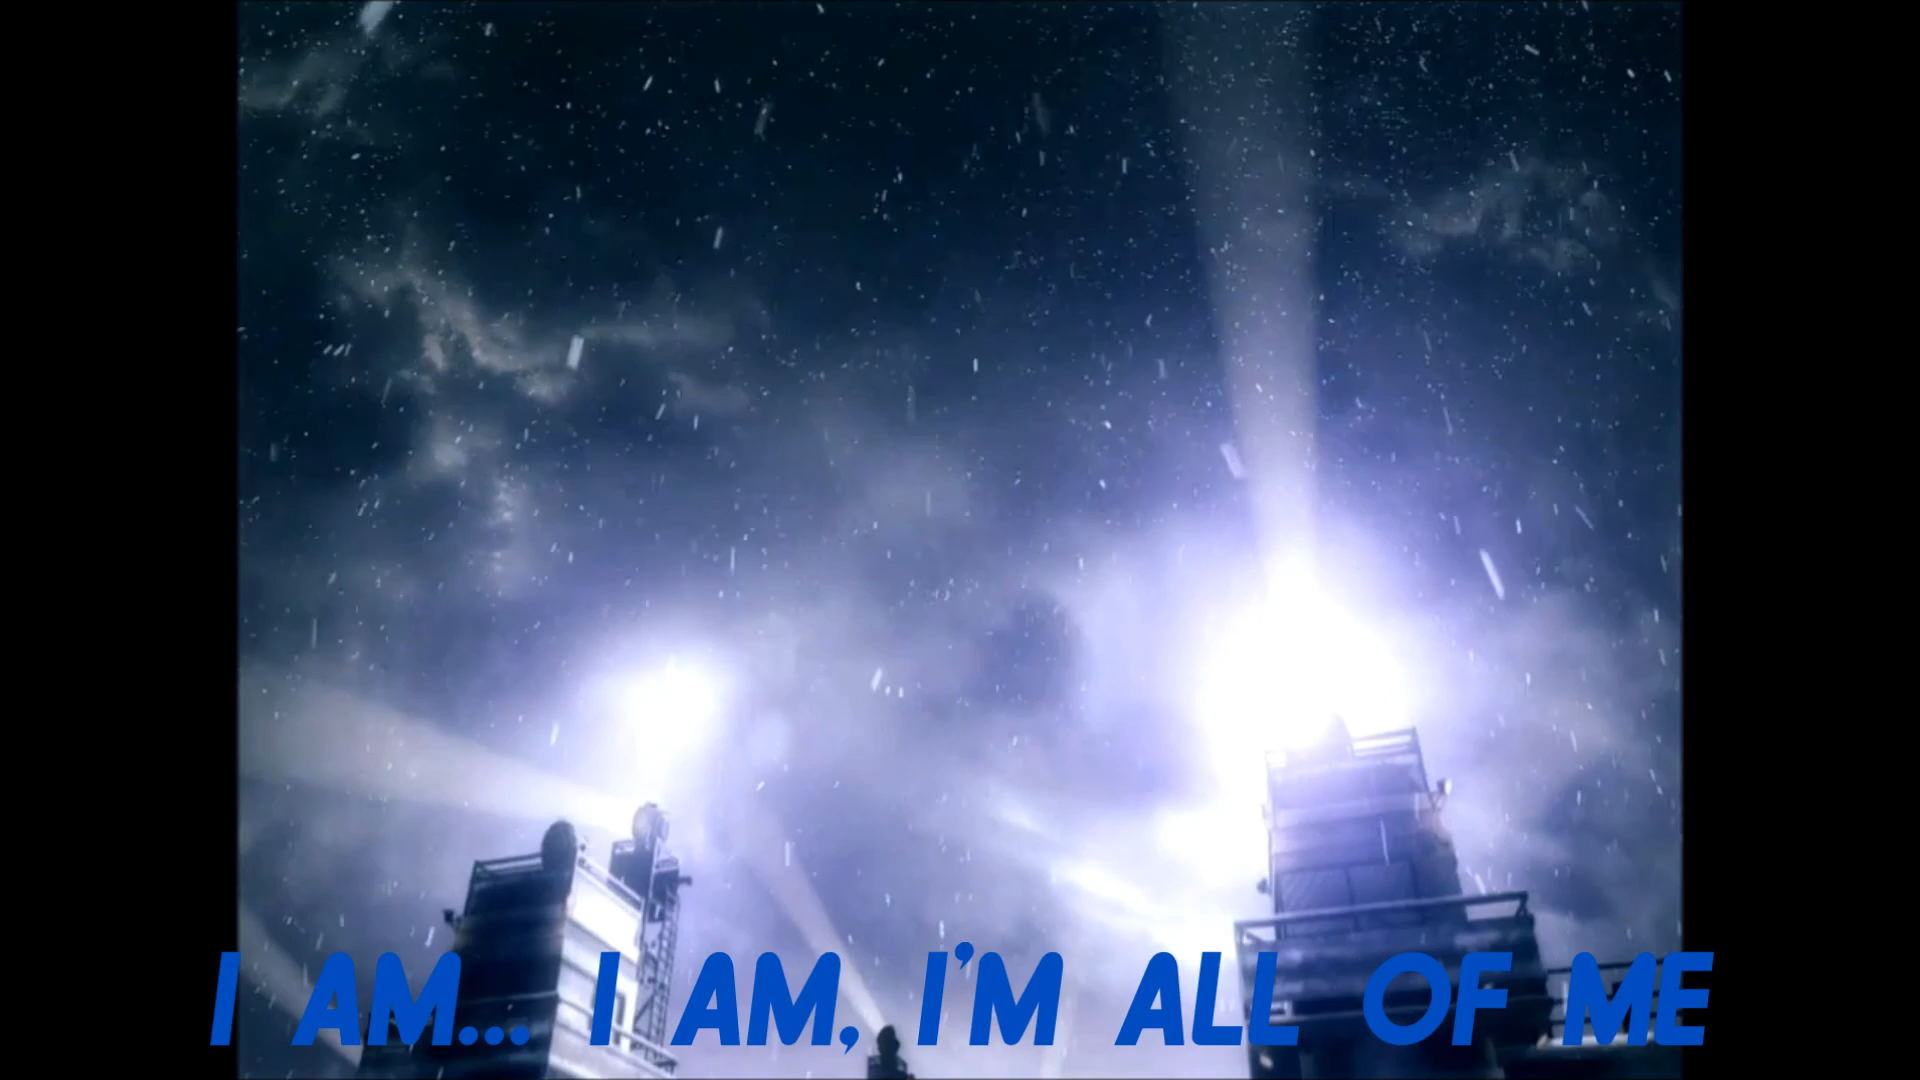 I AM... I AM, I'M ALL OF ME